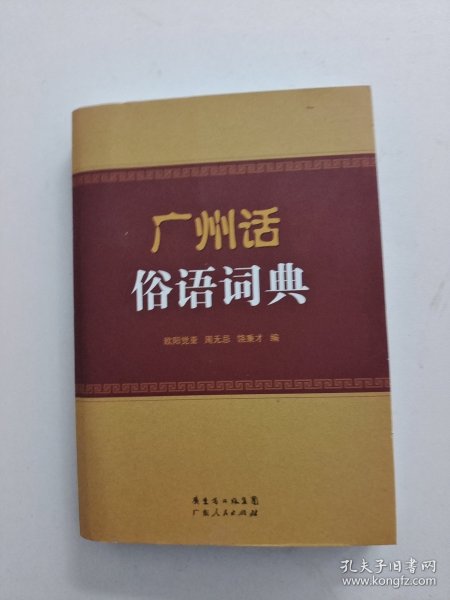 广州话
俗语词典
欧阳觉亚 周无忌 饶秉才 编
广东省出版集团
广东人民出版社
孔夫子旧书网
www.kongfz.com